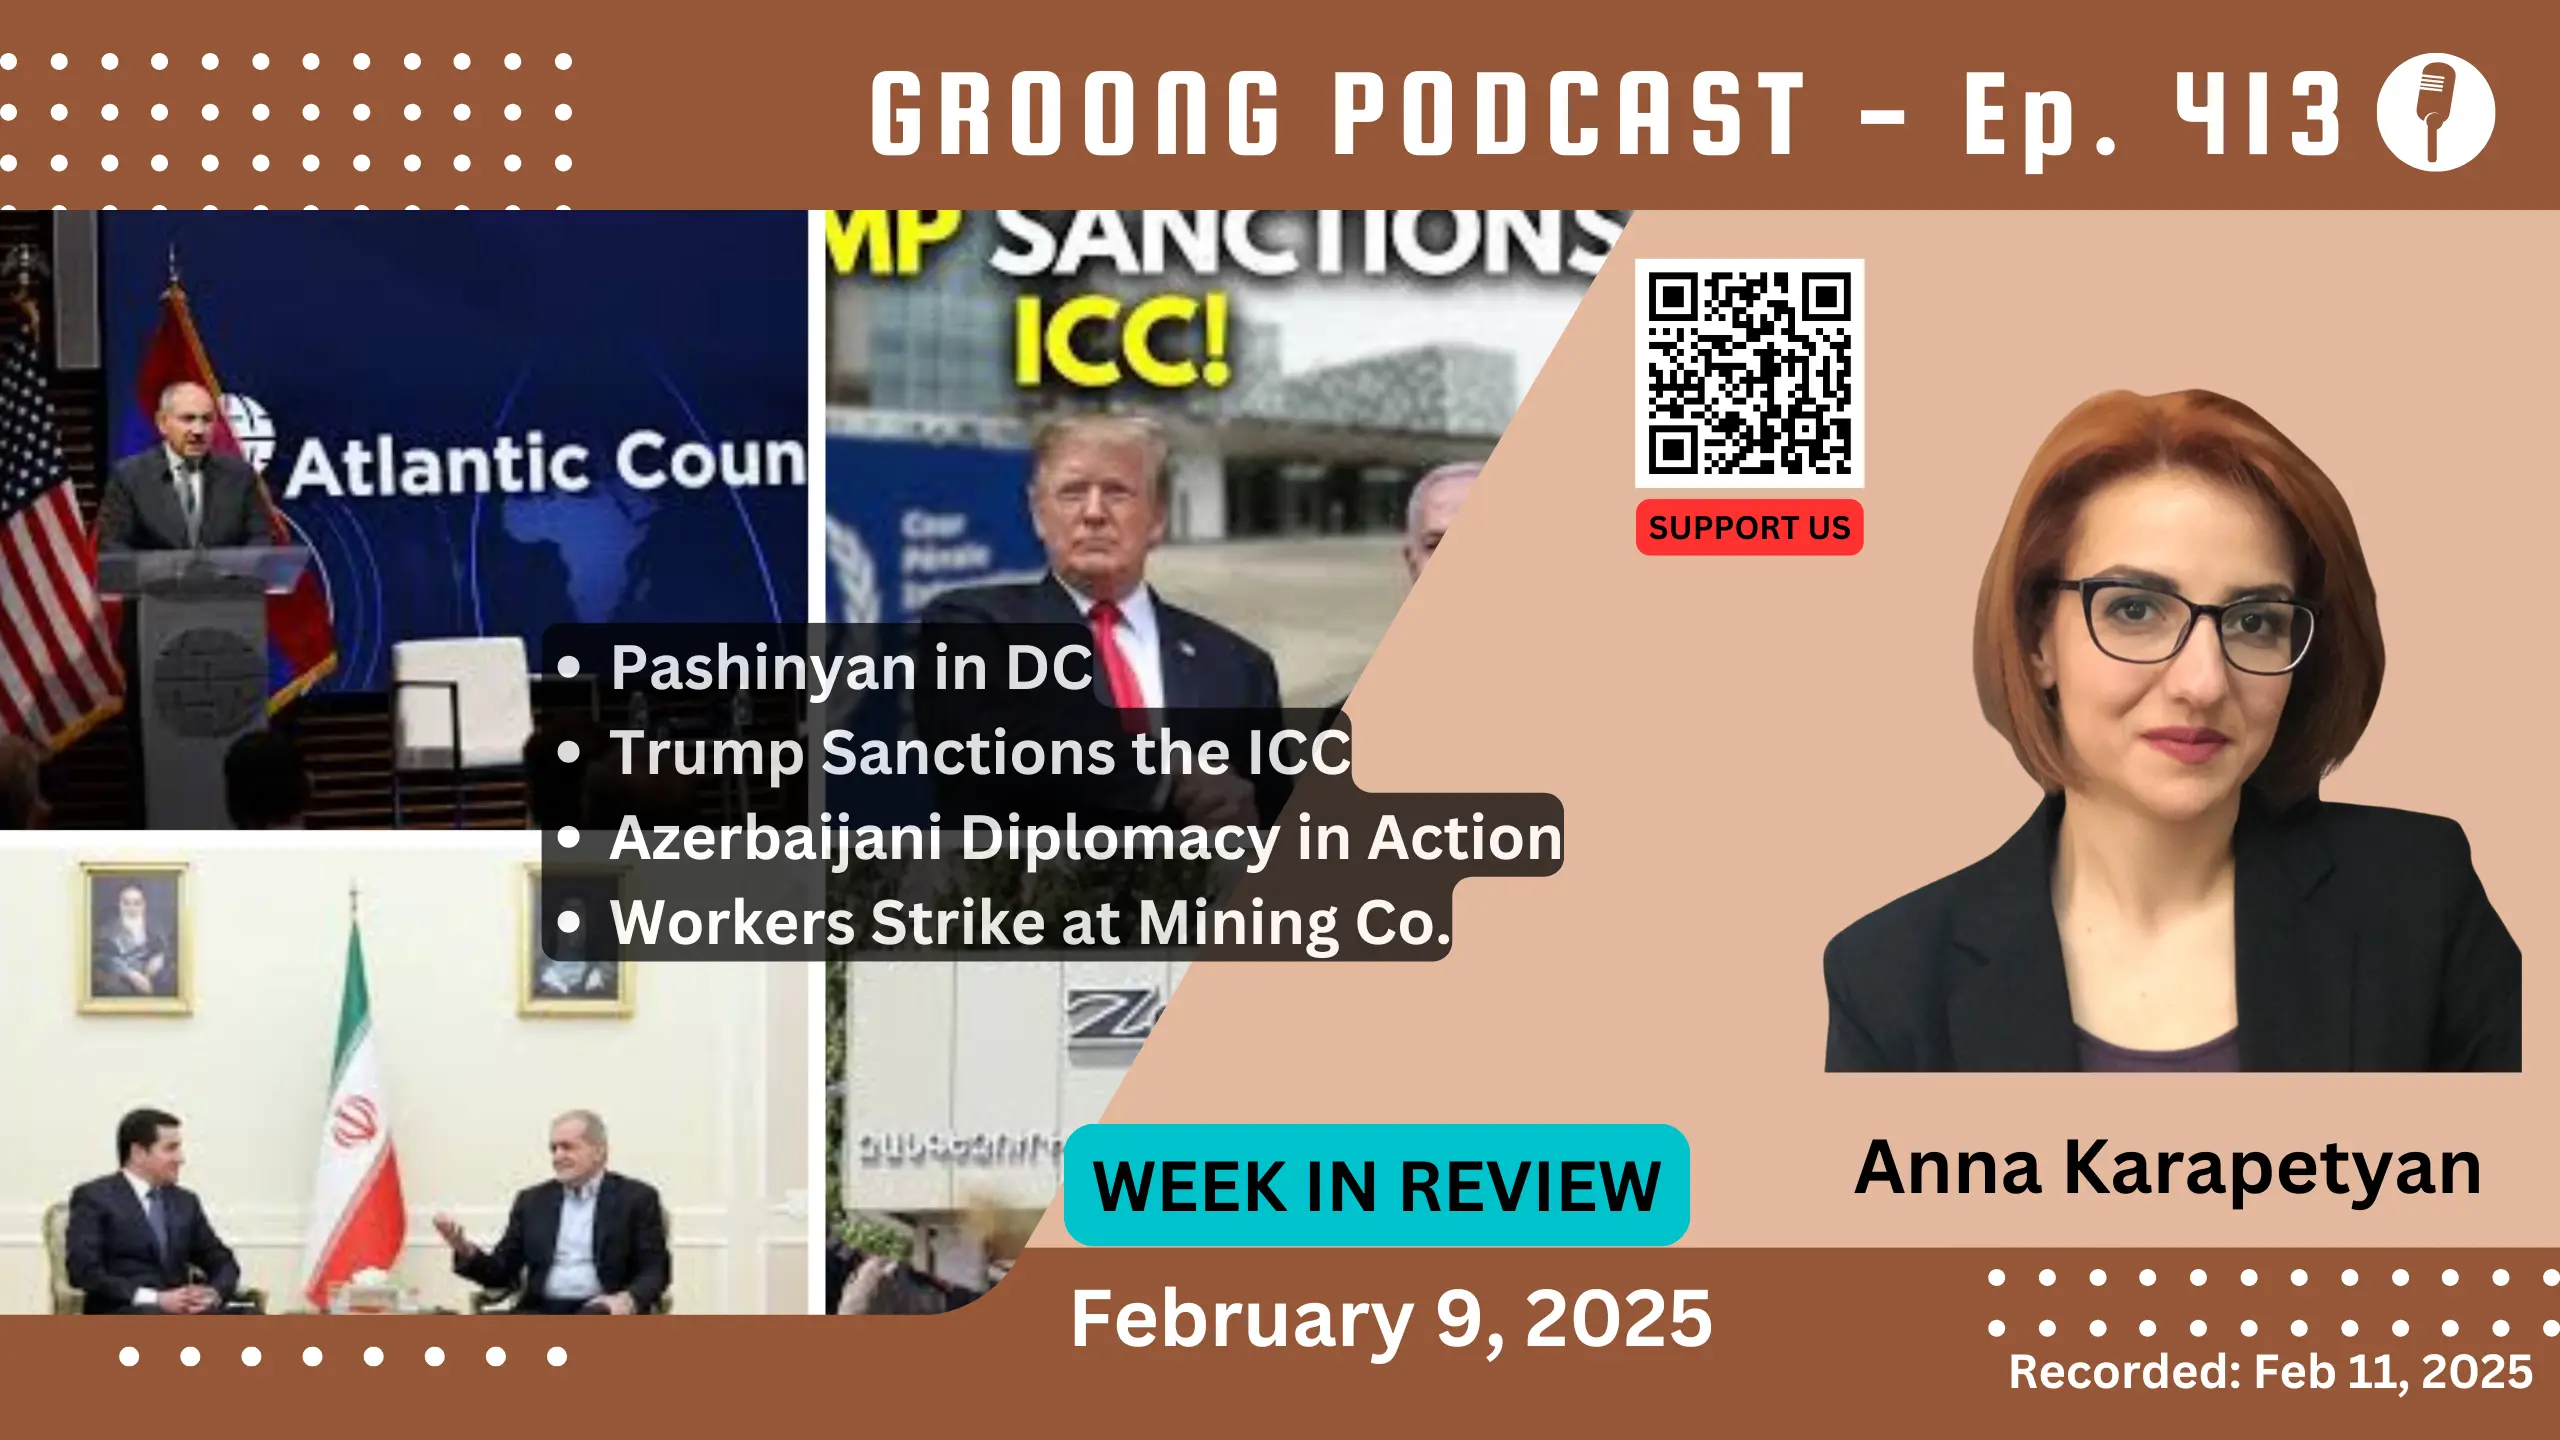 GROONG PODCAST – Ep. 413
MP SANCTIONS
ICC!
Atlantic Coun
Cour
Pénale
SUPPORT US
• Pashinyan in DC
• Trump Sanctions the ICC
• Azerbaijani Diplomacy in Action
• Workers Strike at Mining Co.
WEEK IN REVIEW
Anna Karapetyan
February 9, 2025
Recorded: Feb 11, 2025